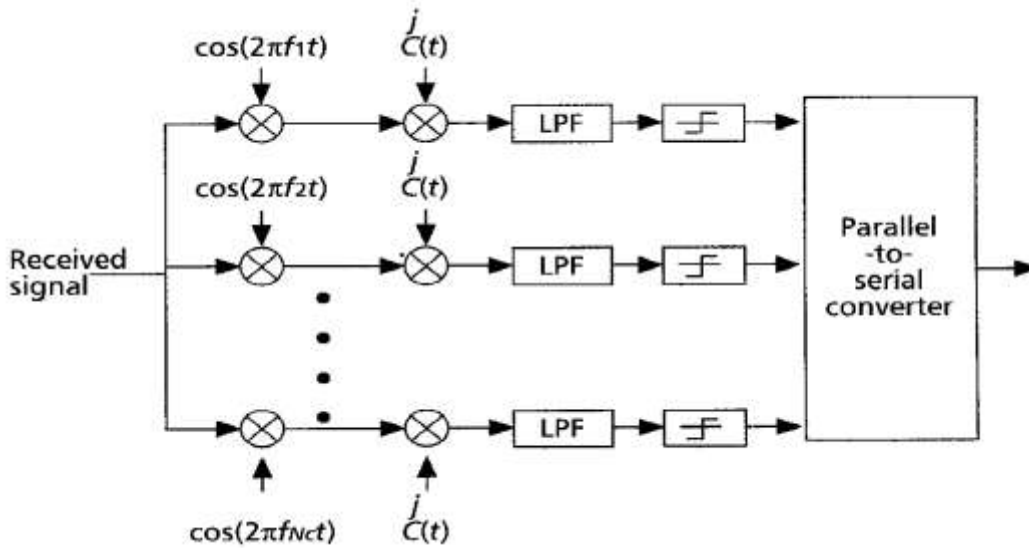 j
cos(2πf1t) C(t)
LPF
j
cos(2πf2t) C(t)
Received
signal
LPF
Parallel
-to-
serial
converter
LPF
j
cos(2πfNct) C(t)